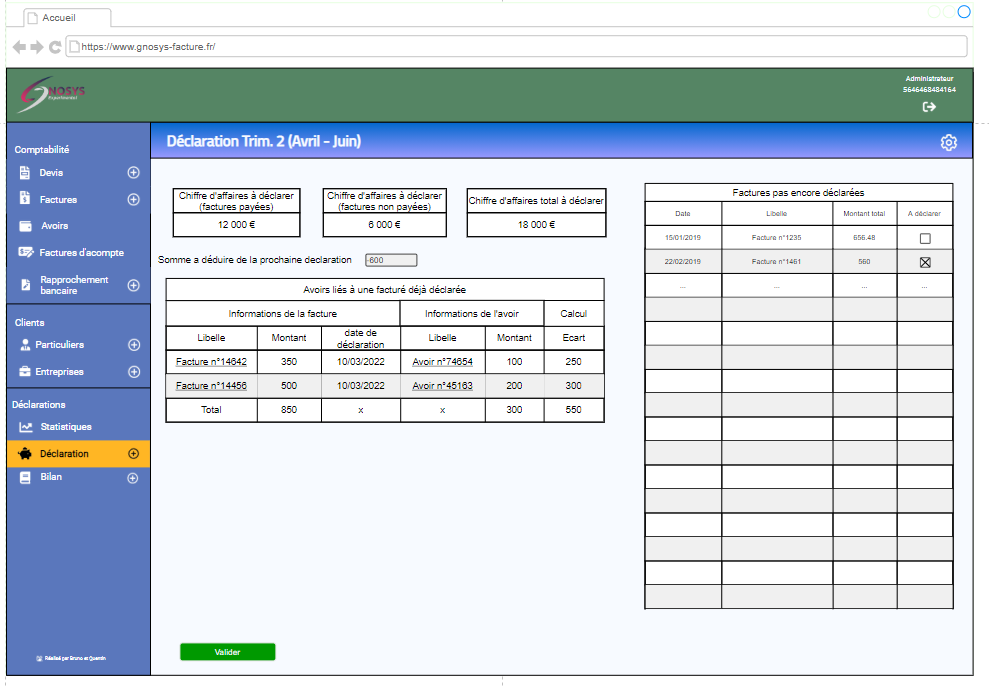 Accueil
https://www.gnosys-facture.fr/
NOSYS
Administrateur
5646468484164
Comptabilité
Devis
Factures
Avoirs
Factures d'acompte
Rapprochement
bancaire
Clients
Particuliers
Entreprises
Déclarations
Statistiques
Déclaration
Bilan
Réalisé par Bruno et Quentin
Déclaration Trim. 2 (Avril - Juin)
Chiffre d'affaires à déclarer
(factures payées)
12 000 €
Chiffre d'affaires à déclarer
(factures non payées)
6 000 €
Chiffre d'affaires total à déclarer
18 000 €
Somme a déduire de la prochaine declaration -600
Avoirs liés à une facturé déjà déclarée
Informations de la facture Informations de l'avoir Calcul
Libelle Montant date de déclaration Libelle Montant Ecart
Facture n°14642 350 10/03/2022 Avoir n°74654 100 250
Facture n°14456 500 10/03/2022 Avoir n°45163 200 300
Total 850 x x 300 550
Valider
Factures pas encore déclarées
Date Libelle Montant total A déclarer
15/01/2019 Facture n°1235 656.48
22/02/2019 Facture n°1461 560
... ... ... ...